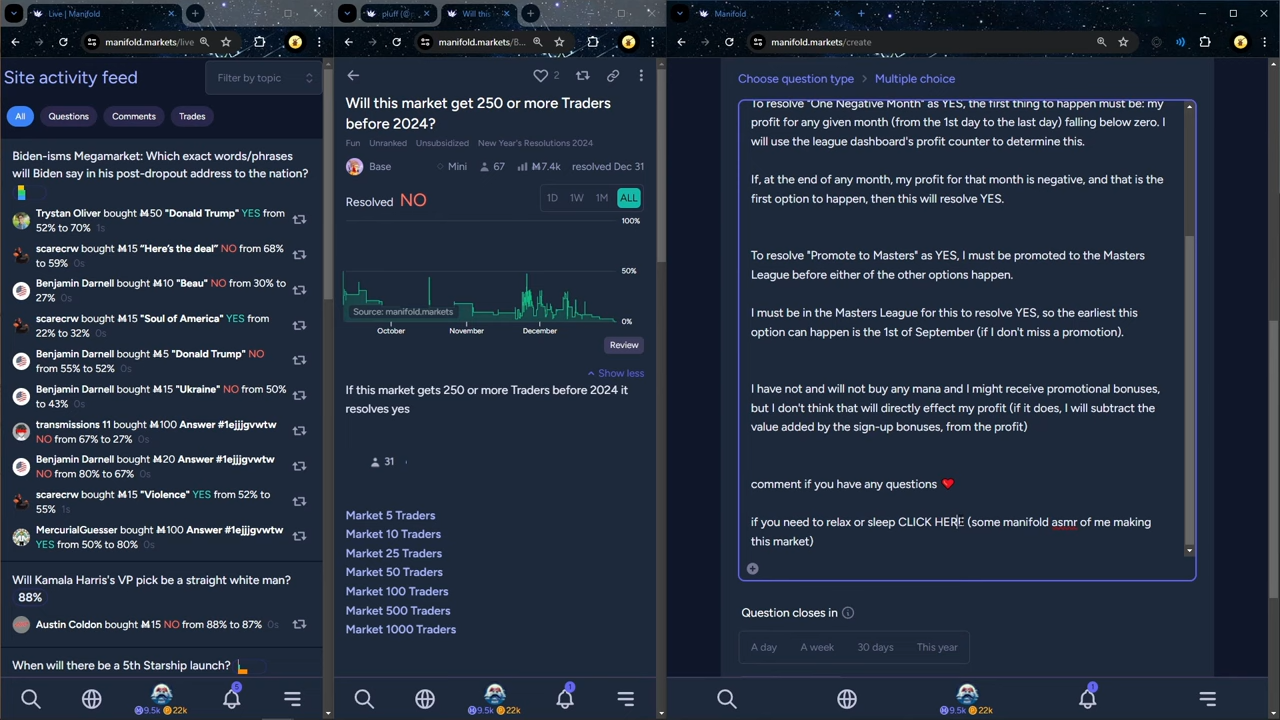 Live | Manifold
manifold.markets/live
Site activity feed
Filter by topic
All
Questions
Comments
Trades
Biden-isms Megamarket: Which exact words/phrases
will Biden say in his post-dropout address to the nation?
Trystan Oliver bought Ṁ50 "Donald Trump" YES from
52% to 70% 1s
scarecrw bought Ṁ15 “Here’s the deal” NO from 68%
to 59% 0s
Benjamin Darnell bought Ṁ10 "Beau" NO from 30% to
27% 0s
scarecrw bought Ṁ15 "Soul of America" YES from
22% to 32% 0s
Benjamin Darnell bought Ṁ5 "Donald Trump" NO
from 55% to 52% 0s
Benjamin Darnell bought Ṁ15 "Ukraine" NO from 50%
to 43% 0s
transmissions 11 bought Ṁ100 Answer #1ejjjgvwtw
NO from 67% to 27% 0s
Benjamin Darnell bought Ṁ20 Answer #1ejjjgvwtw
NO from 80% to 67% 0s
scarecrw bought Ṁ15 "Violence" YES from 52% to
55% 0s
MercurialGuesser bought Ṁ100 Answer #1ejjjgvwtw
YES from 50% to 80% 0s
Will Kamala Harris's VP pick be a straight white man?
88%
Austin Coldon bought Ṁ15 NO from 88% to 87% 0s
When will there be a 5th Starship launch?
5
9.5k 22k
Will this
manifold.markets/B...
2
Will this market get 250 or more Traders
before 2024?
Fun Unranked Unsubsidized New Year's Resolutions 2024
Base
Mini
67
Ṁ7.4k
resolved Dec 31
Resolved NO
1D 1W 1M ALL
100%
50%
0%
Source: manifold.markets
October November December
Review
Show less
If this market gets 250 or more Traders before 2024 it
resolves yes
31
Market 5 Traders
Market 10 Traders
Market 25 Traders
Market 50 Traders
Market 100 Traders
Market 500 Traders
Market 1000 Traders
1
9.5k 22k
Manifold
manifold.markets/create
Choose question type > Multiple choice
To resolve "One Negative Month" as YES, the first thing to happen must be: my
profit for any given month (from the 1st day to the last day) falling below zero. I
will use the league dashboard's profit counter to determine this.
If, at the end of any month, my profit for that month is negative, and that is the
first option to happen, then this will resolve YES.
To resolve "Promote to Masters" as YES, I must be promoted to the Masters
League before either of the other options happen.
I must be in the Masters League for this to resolve YES, so the earliest this
option can happen is the 1st of September (if I don't miss a promotion).
I have not and will not buy any mana and I might receive promotional bonuses,
but I don't think that will directly effect my profit (if it does, I will subtract the
value added by the sign-up bonuses, from the profit)
comment if you have any questions ❤️
if you need to relax or sleep CLICK HERE (some manifold asmr of me making
this market)
Question closes in
A day A week 30 days This year
1
9.5k 22k